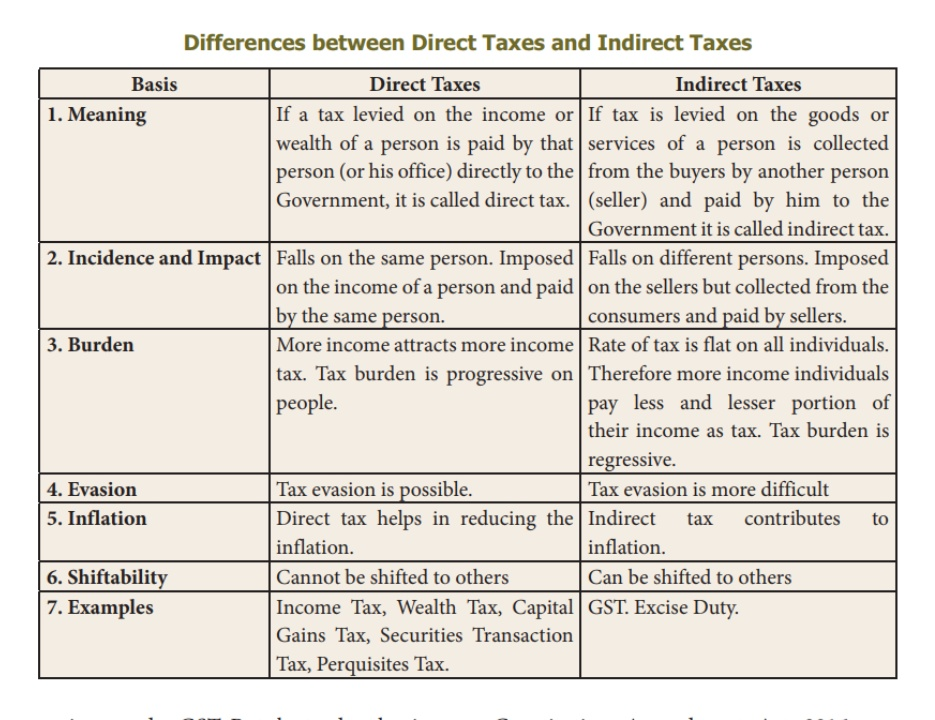 Differences between Direct Taxes and Indirect Taxes
Basis
Direct Taxes
Indirect Taxes
1. Meaning
If a tax levied on the income or
wealth of a person is paid by that
person (or his office) directly to the
Government, it is called direct tax.
If tax is levied on the goods or
services of a person is collected
from the buyers by another person
(seller) and paid by him to the
Government it is called indirect tax.
2. Incidence and Impact
Falls on the same person. Imposed
on the income of a person and paid
by the same person.
Falls on different persons. Imposed
on the sellers but collected from the
consumers and paid by sellers.
3. Burden
More income attracts more income
tax. Tax burden is progressive on
people.
Rate of tax is flat on all individuals.
Therefore more income individuals
pay less and lesser portion of
their income as tax. Tax burden is
regressive.
4. Evasion
Tax evasion is possible.
Tax evasion is more difficult
5. Inflation
Direct tax helps in reducing the
inflation.
Indirect tax contributes to
inflation.
6. Shiftability
Cannot be shifted to others
Can be shifted to others
7. Examples
Income Tax, Wealth Tax, Capital
Gains Tax, Securities Transaction
Tax, Perquisites Tax.
GST. Excise Duty.